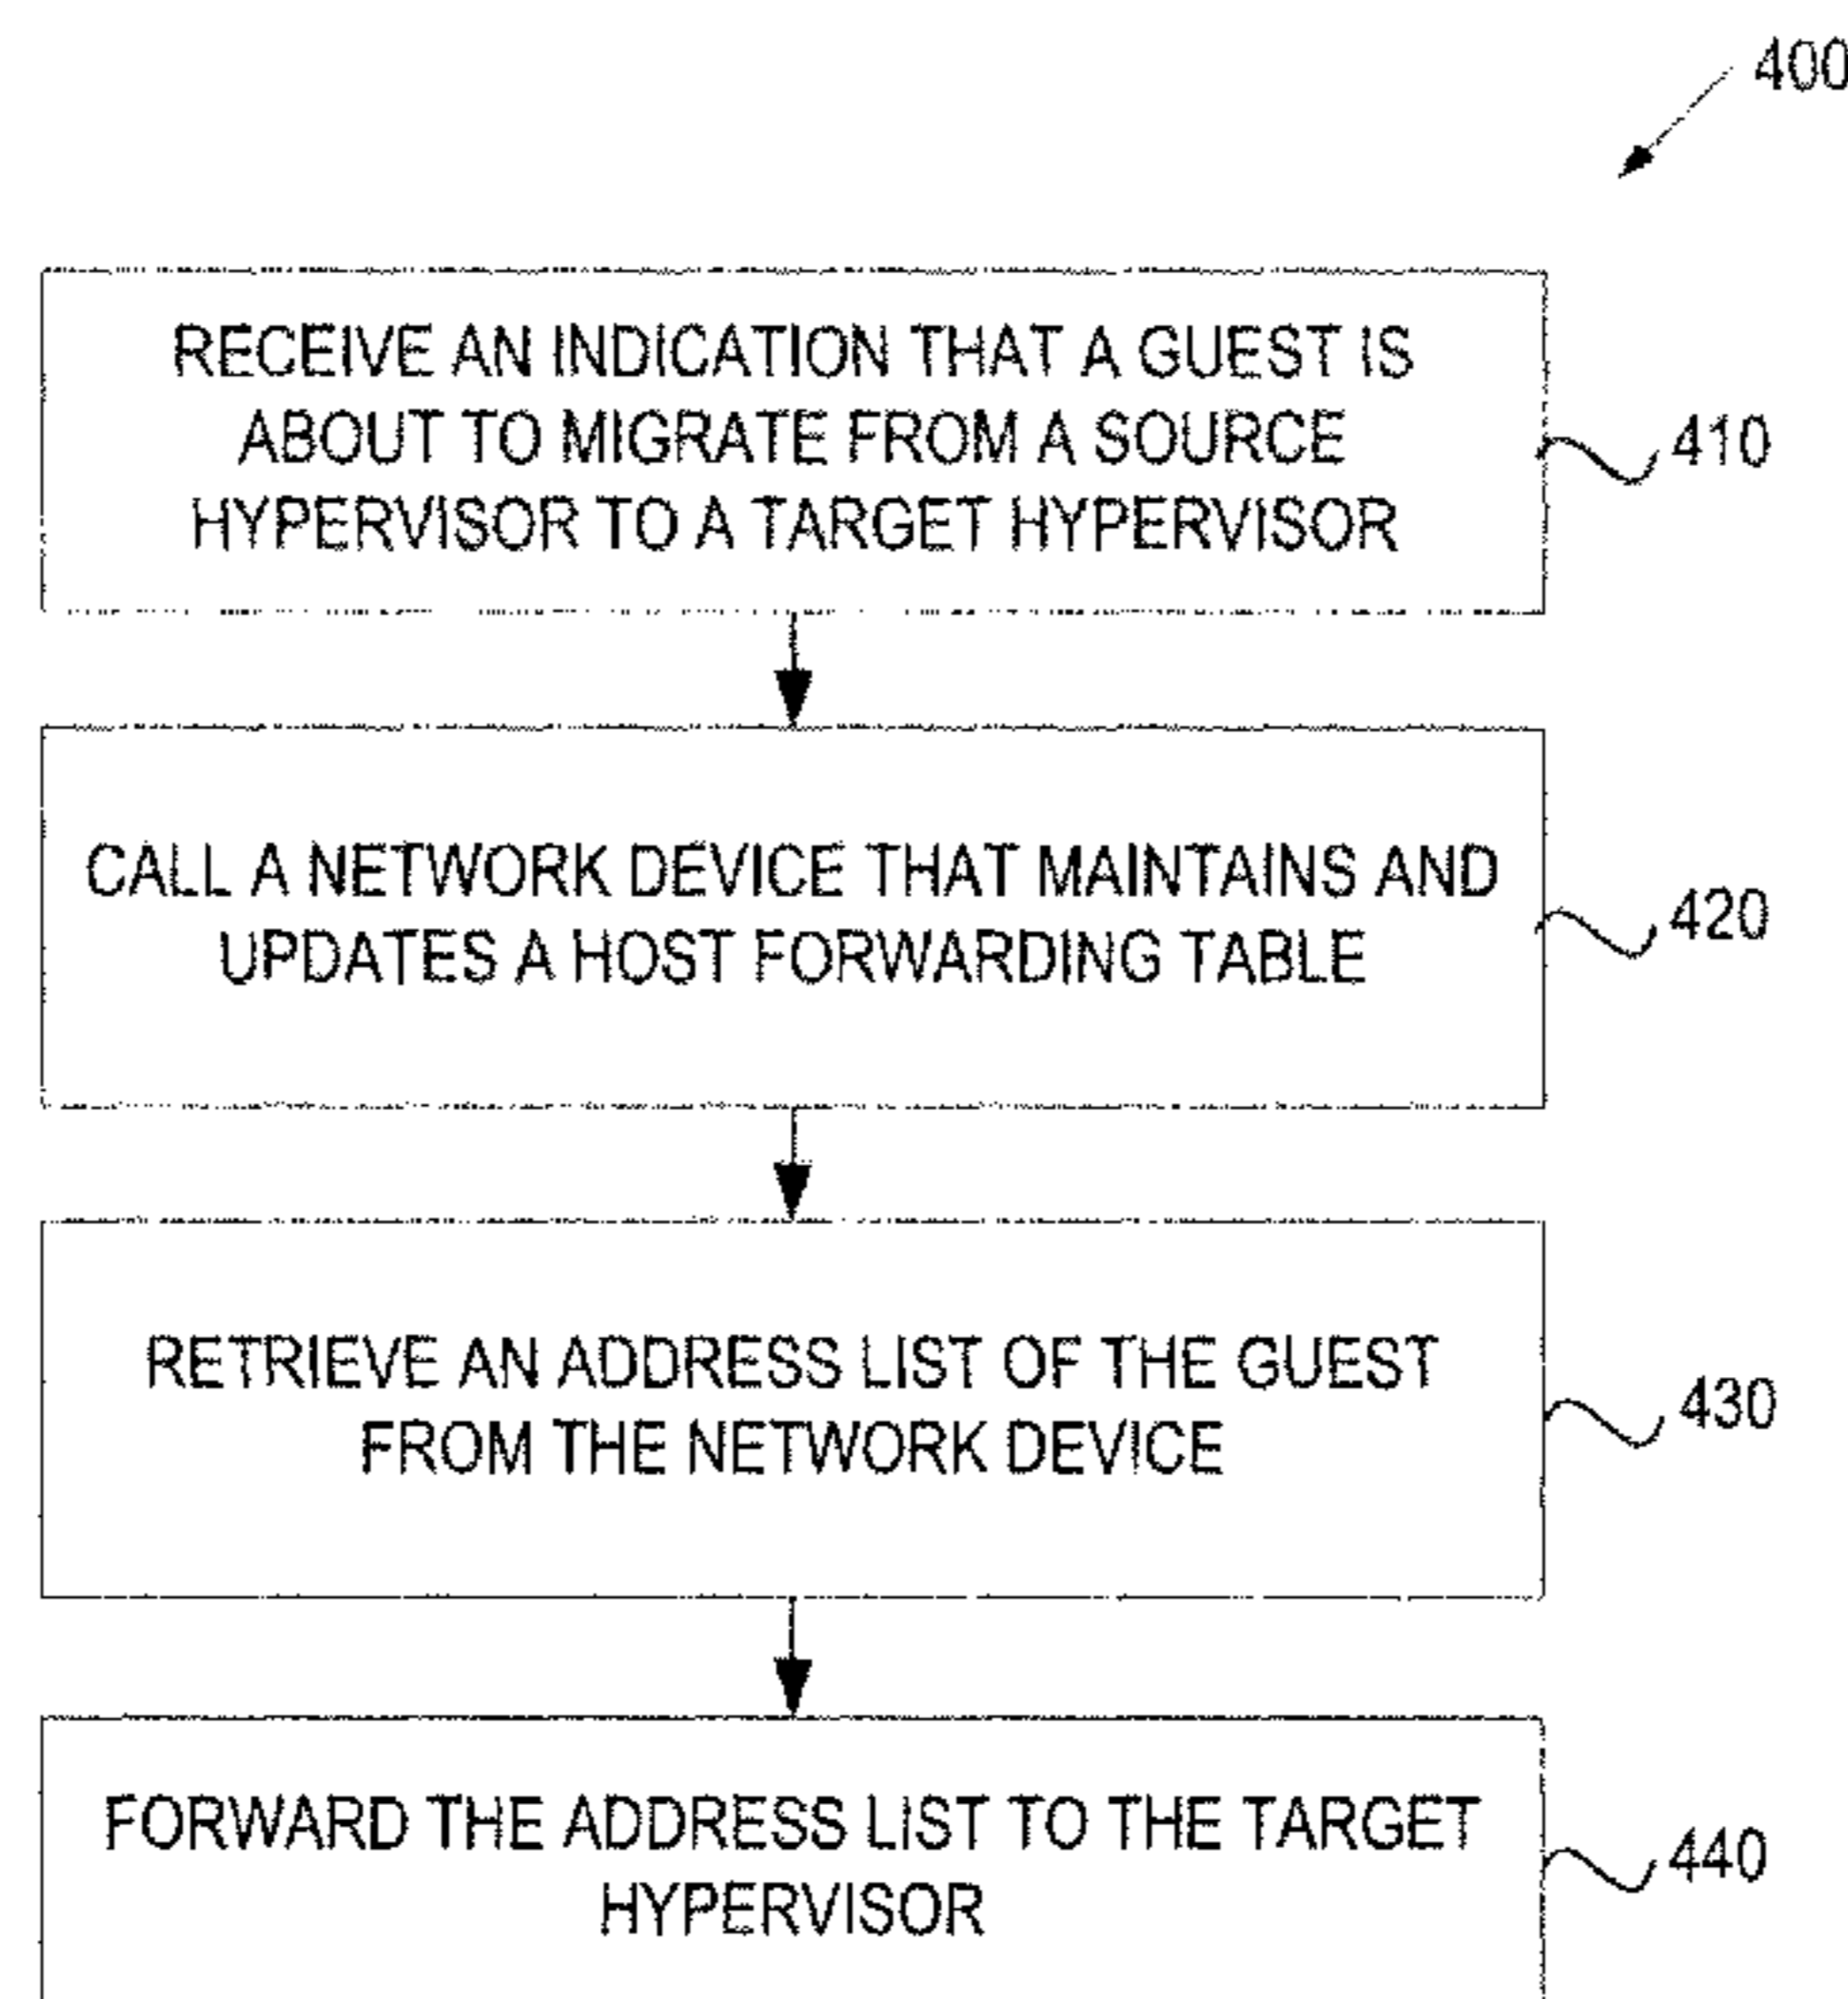 400
RECEIVE AN INDICATION THAT A GUEST IS
ABOUT TO MIGRATE FROM A SOURCE
HYPERVISOR TO A TARGET HYPERVISOR
410
CALL A NETWORK DEVICE THAT MAINTAINS AND
UPDATES A HOST FORWARDING TABLE
420
RETRIEVE AN ADDRESS LIST OF THE GUEST
FROM THE NETWORK DEVICE
430
FORWARD THE ADDRESS LIST TO THE TARGET
HYPERVISOR
440